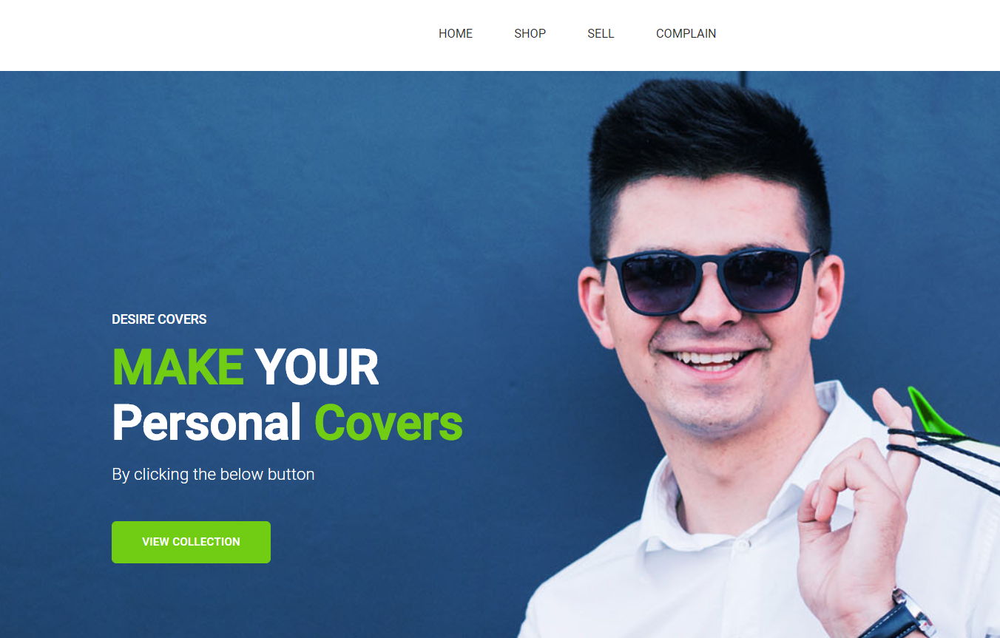 HOME SHOP SELL COMPLAIN
DESIRE COVERS
MAKE YOUR
Personal Covers
By clicking the below button
VIEW COLLECTION